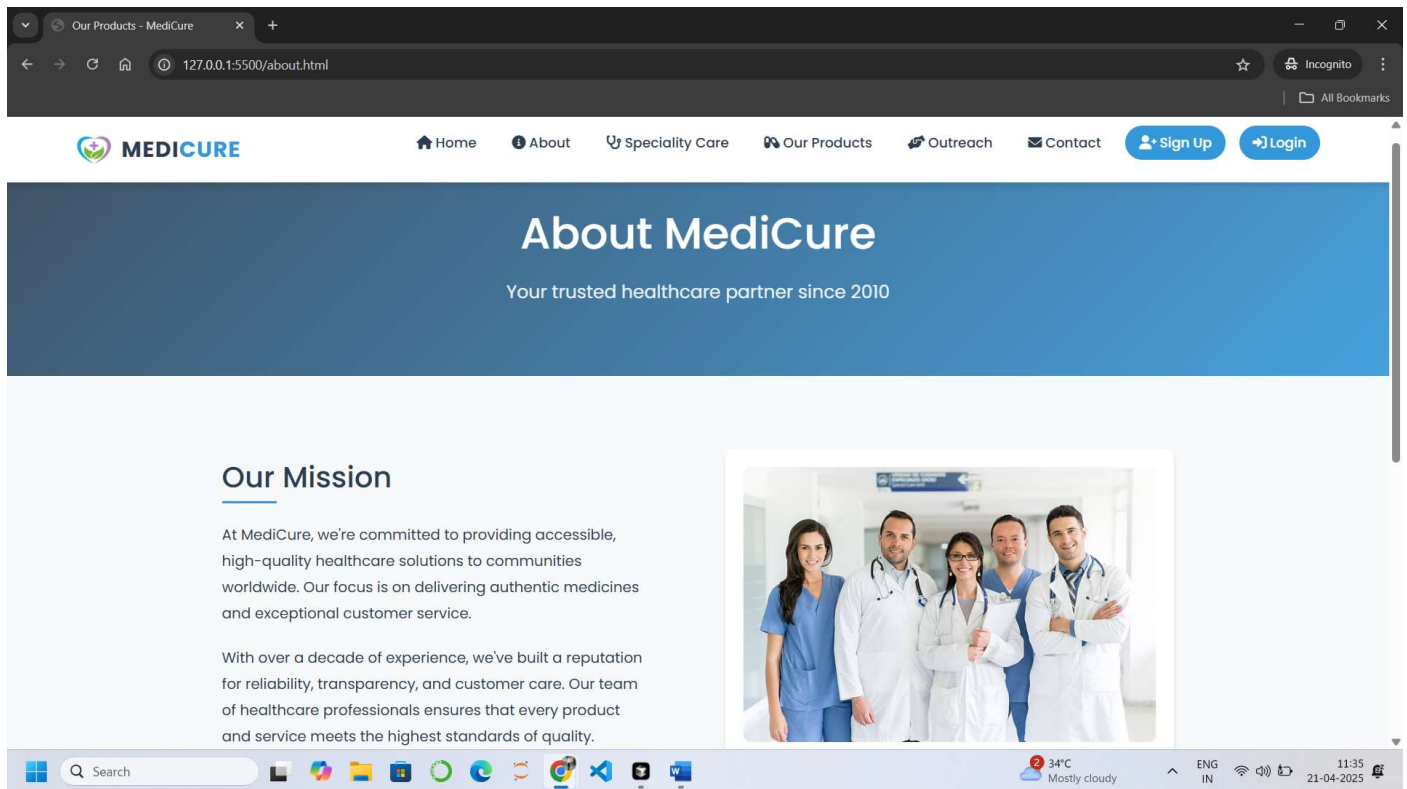 Our Products - MediCure
127.0.0.1:5500/about.html
Incognito
All Bookmarks
MEDICURE
Home About Speciality Care Our Products Outreach Contact Sign Up Login
About MediCure
Your trusted healthcare partner since 2010
Our Mission
At MediCure, we're committed to providing accessible,
high-quality healthcare solutions to communities
worldwide. Our focus is on delivering authentic medicines
and exceptional customer service.
With over a decade of experience, we've built a reputation
for reliability, transparency, and customer care. Our team
of healthcare professionals ensures that every product
and service meets the highest standards of quality.
Search
2
34°C
Mostly cloudy
ENG
IN
11:35
21-04-2025